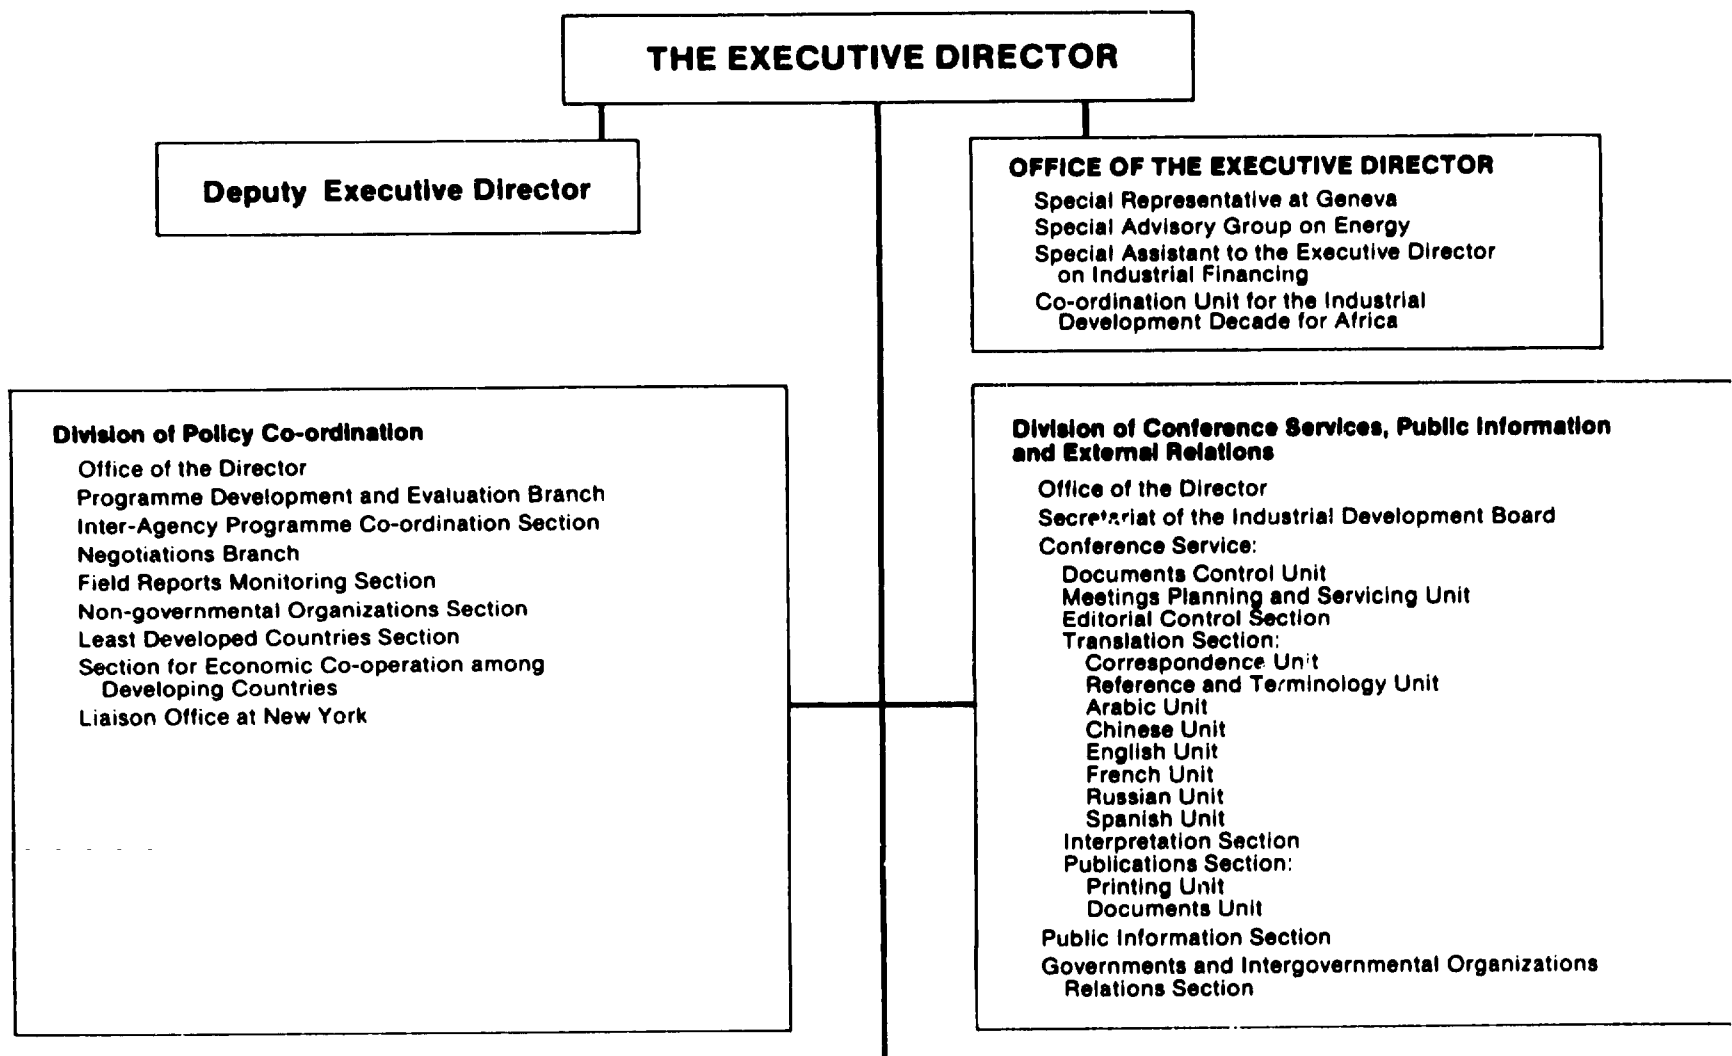 THE EXECUTIVE DIRECTOR
Deputy Executive Director
OFFICE OF THE EXECUTIVE DIRECTOR
Special Representative at Geneva
Special Advisory Group on Energy
Special Assistant to the Executive Director
on Industrial Financing
Co-ordination Unit for the Industrial
Development Decade for Africa
Division of Policy Co-ordination
Office of the Director
Programme Development and Evaluation Branch
Inter-Agency Programme Co-ordination Section
Negotiations Branch
Field Reports Monitoring Section
Non-governmental Organizations Section
Least Developed Countries Section
Section for Economic Co-operation among
Developing Countries
Liaison Office at New York
Division of Conference Services, Public Information
and External Relations
Office of the Director
Secretariat of the Industrial Development Board
Conference Service:
Documents Control Unit
Meetings Planning and Servicing Unit
Editorial Control Section
Translation Section:
Correspondence Unit
Reference and Terminology Unit
Arabic Unit
Chinese Unit
English Unit
French Unit
Russian Unit
Spanish Unit
Interpretation Section
Publications Section:
Printing Unit
Documents Unit
Public Information Section
Governments and Intergovernmental Organizations
Relations Section